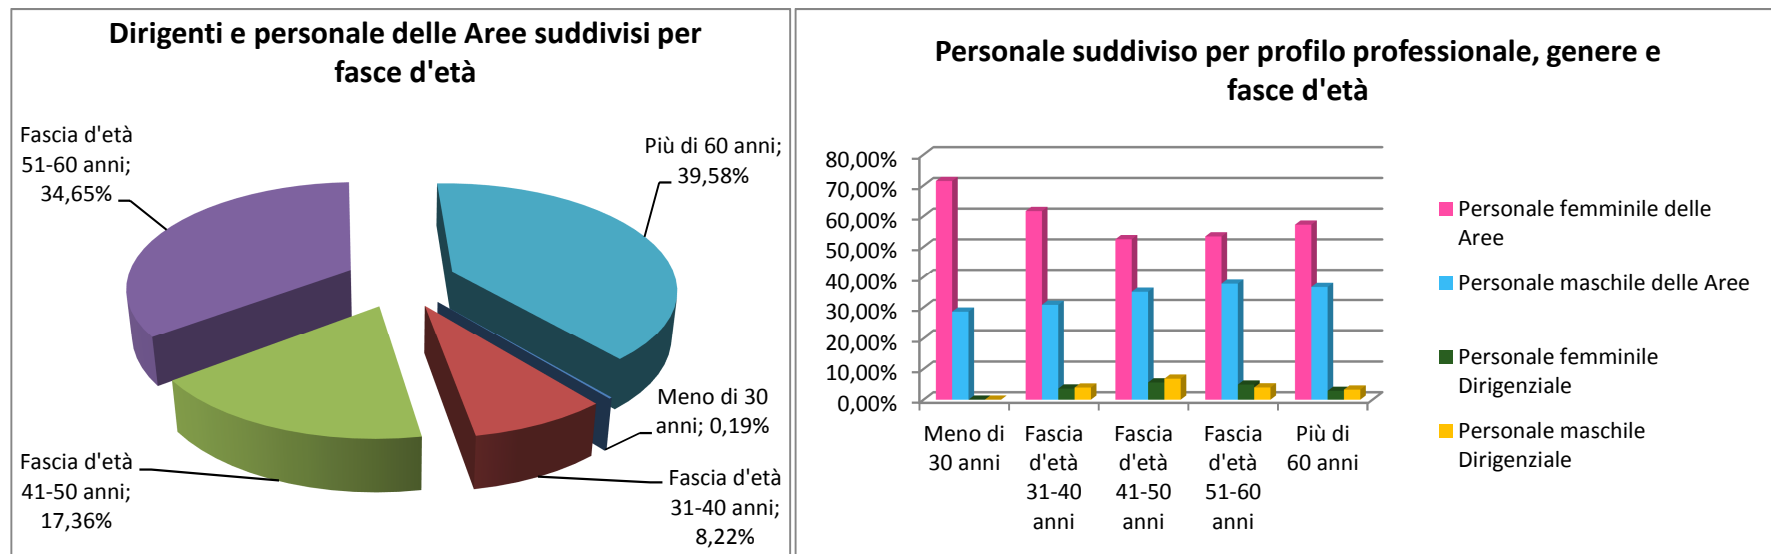 Dirigenti e personale delle Aree suddivisi per
fasce d'età
Fascia d'età
51-60 anni;
34,65%
Più di 60 anni;
39,58%
Meno di 30
anni; 0,19%
Fascia d'età
41-50 anni;
17,36%
Fascia d'età
31-40 anni;
8,22%
Personale suddiviso per profilo professionale, genere e
fasce d'età
80,00%
70,00%
60,00%
50,00%
40,00%
30,00%
20,00%
10,00%
0,00%
Meno di
30 anni
Fascia
d'età
31-40
anni
Fascia
d'età
41-50
anni
Fascia
d'età
51-60
anni
Più di
60 anni
Personale femminile delle
Aree
Personale maschile delle Aree
Personale femminile
Dirigenziale
Personale maschile
Dirigenziale